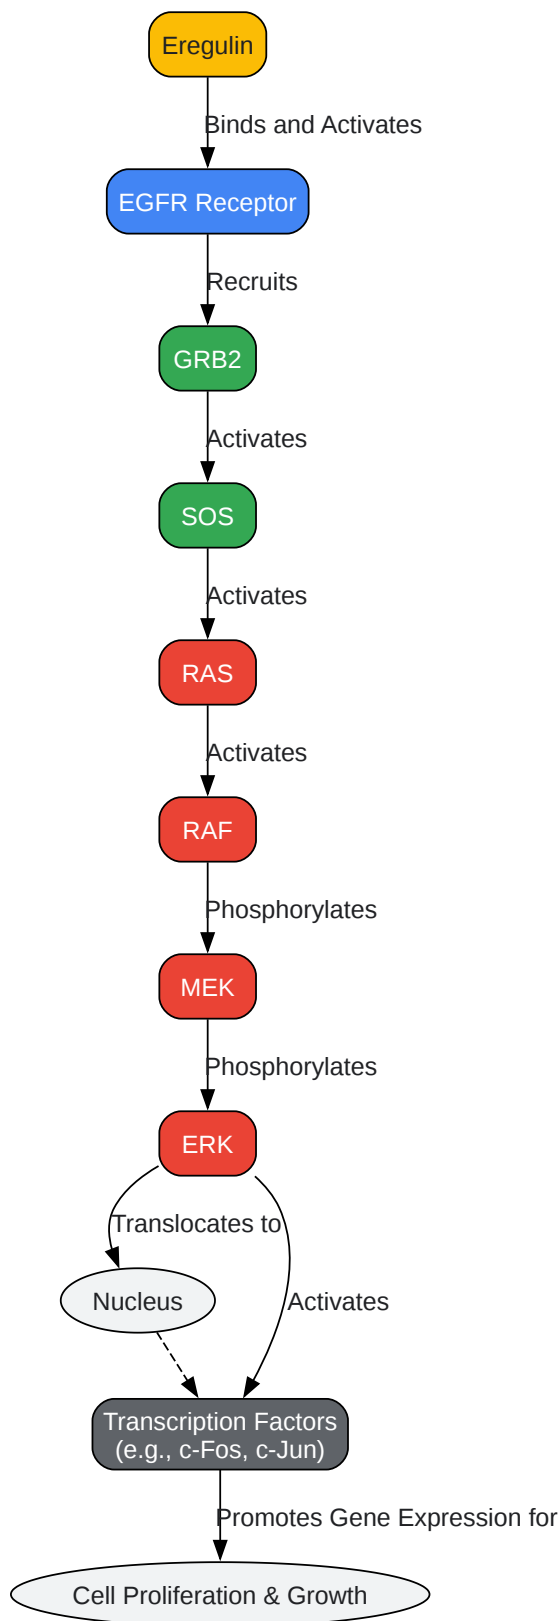 Eregulin
Binds and Activates
EGFR Receptor
Recruits
GRB2
Activates
SOS
Activates
RAS
Activates
RAF
Phosphorylates
MEK
Phosphorylates
ERK
Translocates to
Nucleus
Activates
Transcription Factors
(e.g., c-Fos, c-Jun)
Promotes Gene Expression for
Cell Proliferation & Growth